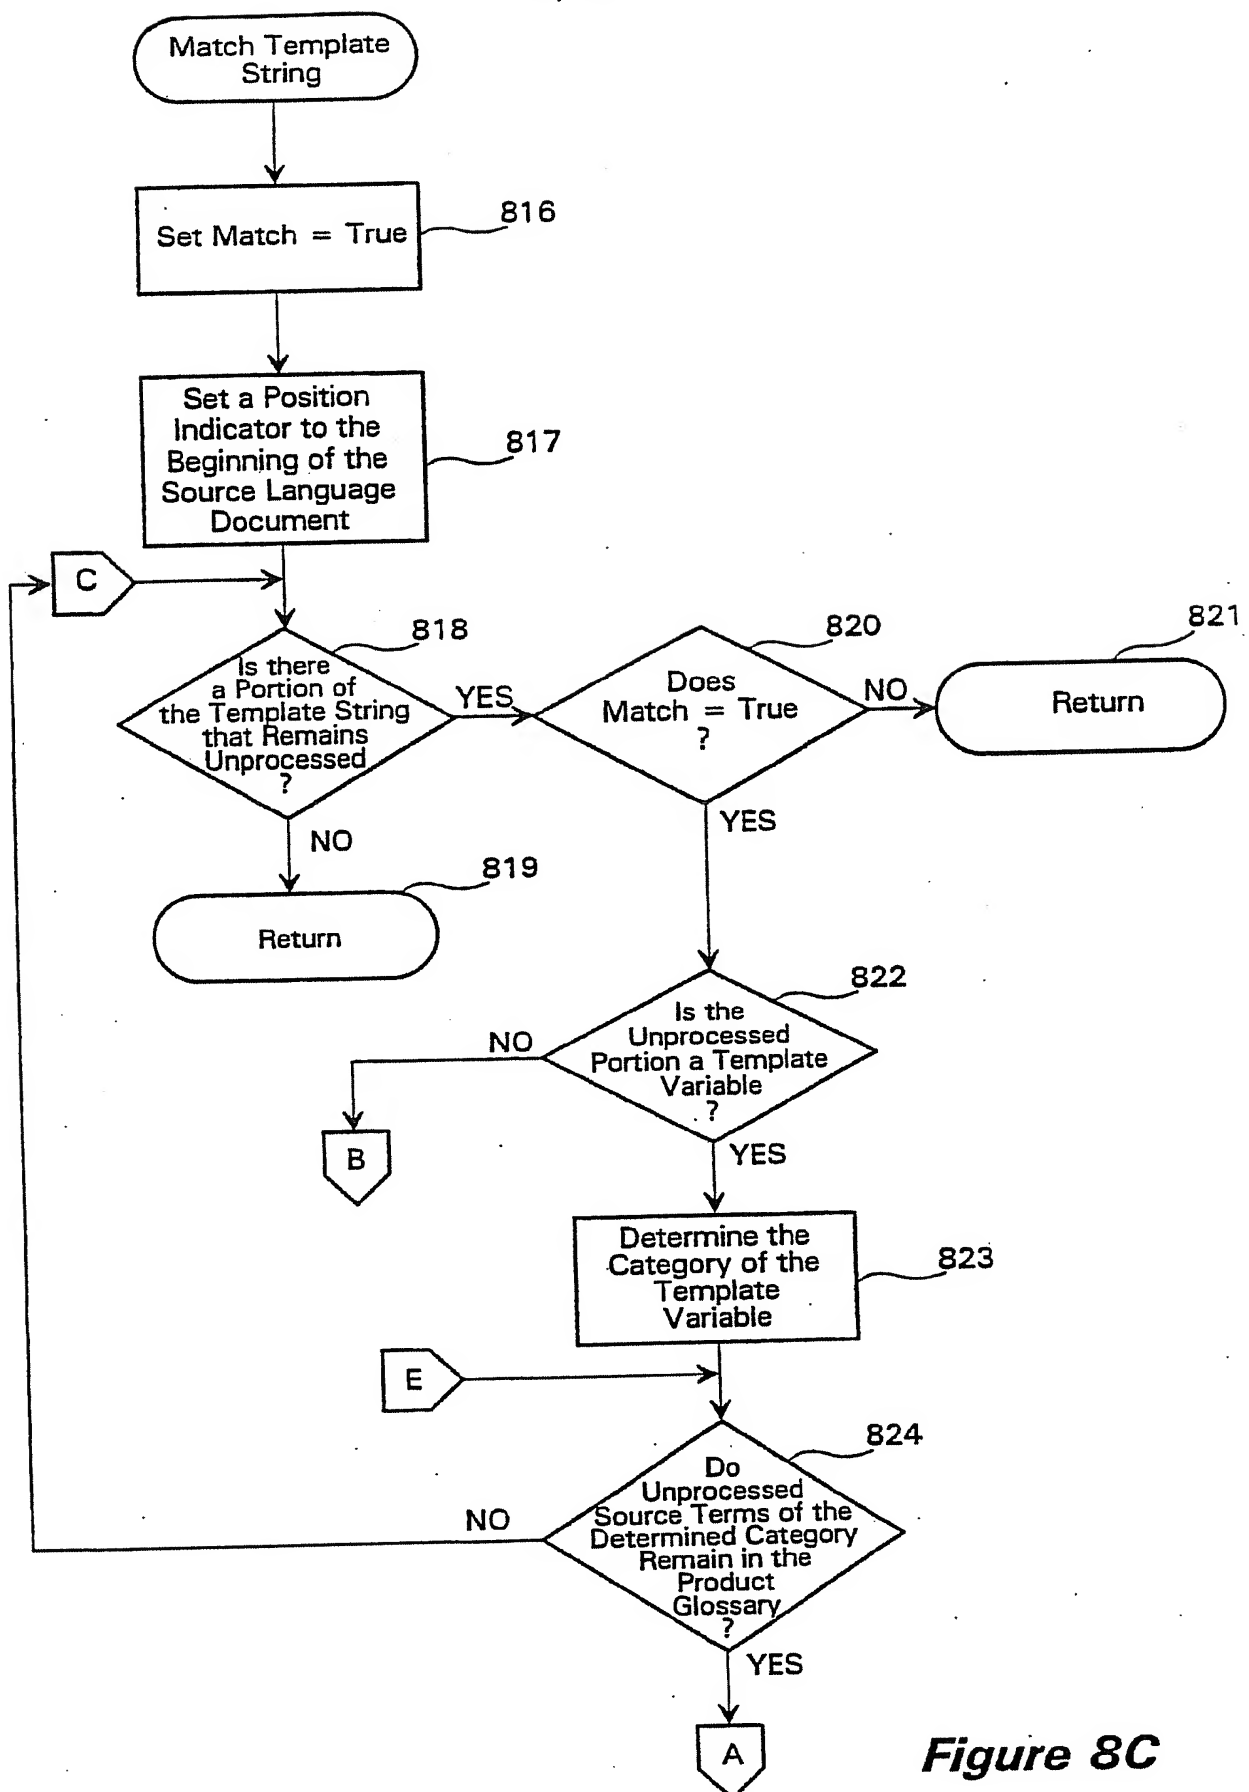 Match Template
String
Set Match = True
816
Set a Position
Indicator to the
Beginning of the
Source Language
Document
817
C
Is there
a Portion of
the Template String
that Remains
Unprocessed
?
818
YES
NO
Does
Match = True
?
820
NO
YES
Return
821
Return
819
Is the
Unprocessed
Portion a Template
Variable
?
822
NO
YES
B
Determine the
Category of the
Template
Variable
823
E
Do
Unprocessed
Source Terms of the
Determined Category
Remain in the
Product
Glossary
?
824
NO
YES
A
Figure 8C